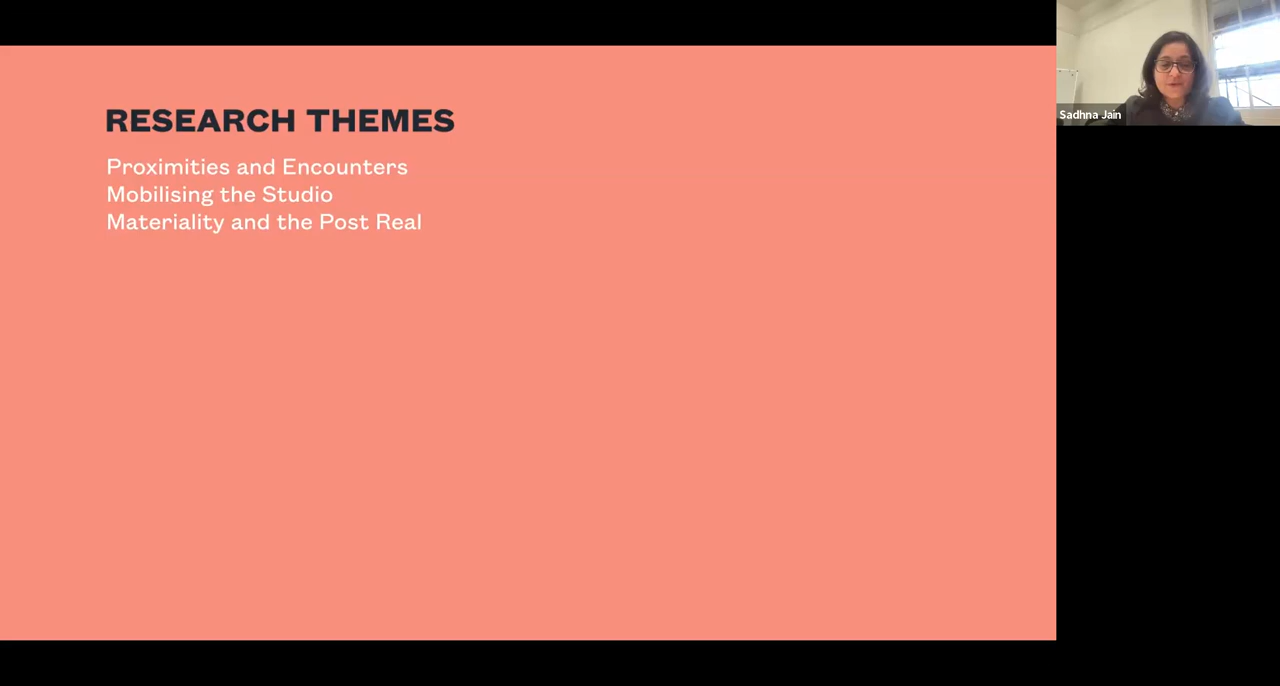 RESEARCH THEMES
Proximities and Encounters
Mobilising the Studio
Materiality and the Post Real
Sadhna Jain